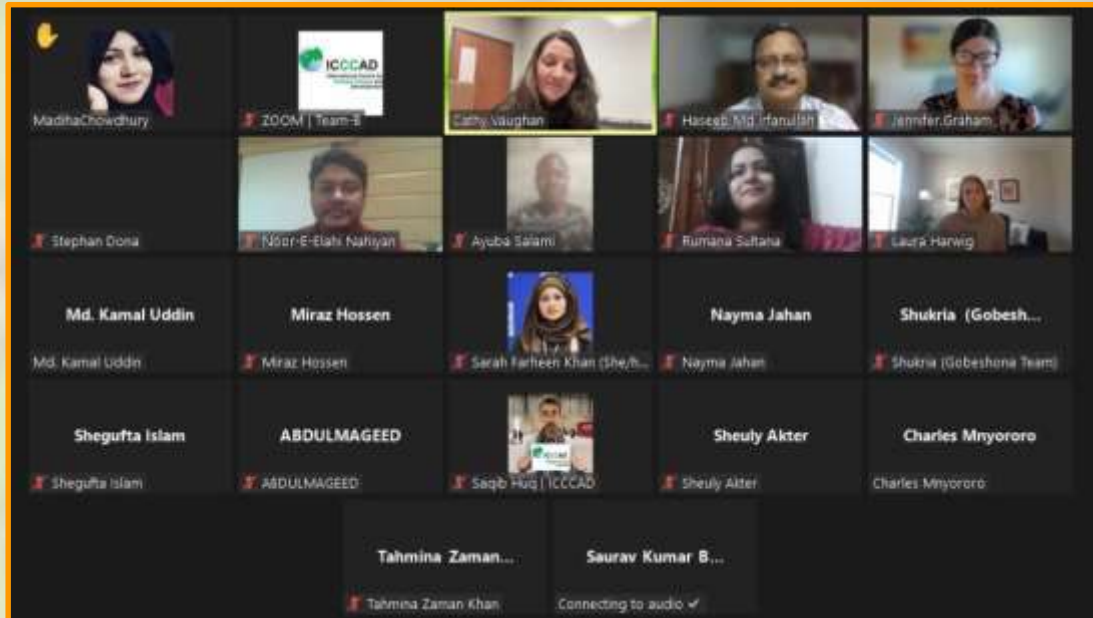 ICCCAD
MadihaChowdhury
ZOOM | Team-B
Cathy Vaughan
Haseeb Md. Irfanullah
Jennifer.Graham
Stephan Dona
Noor-E-Elahi Nahiyan
Ayuba Salami
Rumana Sultana
Laura Harwig
Md. Kamal Uddin
Miraz Hossen
Nayma Jahan
Shukria (Gobesh...
Md. Kamal Uddin
Miraz Hossen
Sarah Farheen Khan (She/h...
Nayma Jahan
Shukria (Gobeshona Team)
Shegufta Islam
ABDULMAGEED
Sheuly Akter
Charles Mnyororo
Shegufta Islam
ABDULMAGEED
Saqib Huq | ICCCAD
Sheuly Akter
Charles Mnyororo
Tahmina Zaman...
Saurav Kumar B...
Tahmina Zaman Khan
Connecting to audio ✓